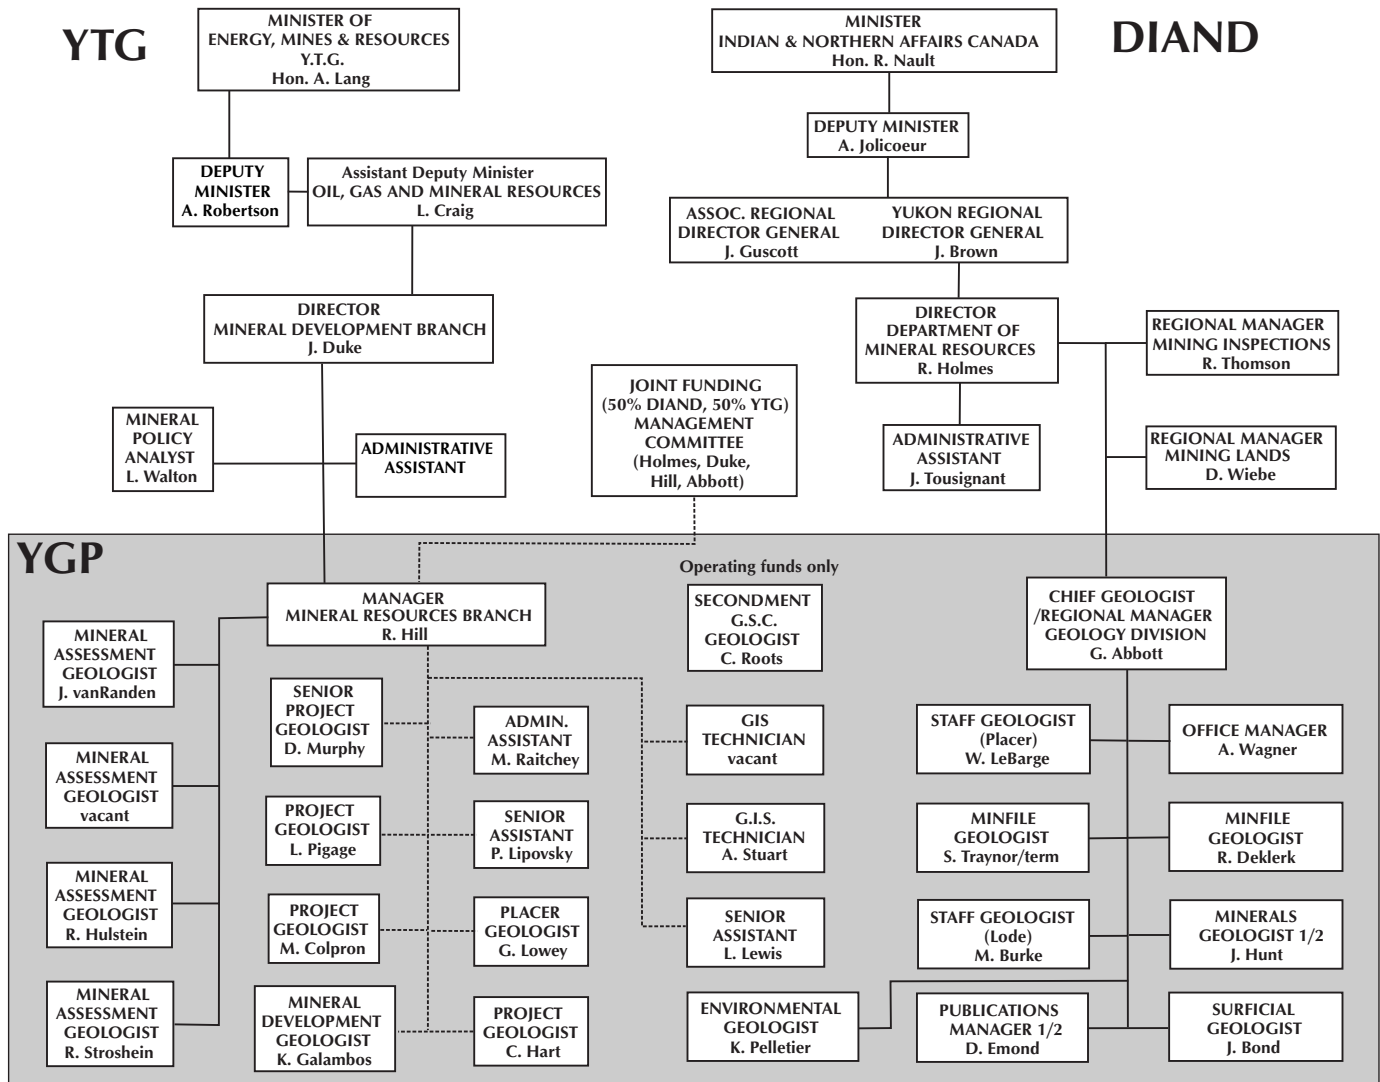 YTG
MINISTER OF
ENERGY, MINES & RESOURCES
Y.T.G.
Hon. A. Lang
MINISTER
INDIAN & NORTHERN AFFAIRS CANADA
Hon. R. Nault
DIAND
DEPUTY MINISTER
A. Jolicoeur
DEPUTY
MINISTER
A. Robertson
Assistant Deputy Minister
OIL, GAS AND MINERAL RESOURCES
L. Craig
ASSOC. REGIONAL
DIRECTOR GENERAL
J. Guscott
YUKON REGIONAL
DIRECTOR GENERAL
J. Brown
DIRECTOR
MINERAL DEVELOPMENT BRANCH
J. Duke
DIRECTOR
DEPARTMENT OF
MINERAL RESOURCES
R. Holmes
REGIONAL MANAGER
MINING INSPECTIONS
R. Thomson
JOINT FUNDING
(50% DIAND, 50% YTG)
MANAGEMENT
COMMITTEE
(Holmes, Duke,
Hill, Abbott)
MINERAL
POLICY
ANALYST
L. Walton
ADMINISTRATIVE
ASSISTANT
ADMINISTRATIVE
ASSISTANT
J. Tousignant
REGIONAL MANAGER
MINING LANDS
D. Wiebe
YGP
Operating funds only
MANAGER
MINERAL RESOURCES BRANCH
R. Hill
SECONDMENT
G.S.C.
GEOLOGIST
C. Roots
CHIEF GEOLOGIST
/REGIONAL MANAGER
GEOLOGY DIVISION
G. Abbott
MINERAL
ASSESSMENT
GEOLOGIST
J. vanRanden
SENIOR
PROJECT
GEOLOGIST
D. Murphy
ADMIN.
ASSISTANT
M. Raitchey
GIS
TECHNICIAN
vacant
STAFF GEOLOGIST
(Placer)
W. LeBarge
OFFICE MANAGER
A. Wagner
MINERAL
ASSESSMENT
GEOLOGIST
vacant
PROJECT
GEOLOGIST
L. Pigage
SENIOR
ASSISTANT
P. Lipovsky
G.I.S.
TECHNICIAN
A. Stuart
MINFILE
GEOLOGIST
S. Traynor/term
MINFILE
GEOLOGIST
R. Deklerk
MINERAL
ASSESSMENT
GEOLOGIST
R. Hulstein
PROJECT
GEOLOGIST
M. Colpron
PLACER
GEOLOGIST
G. Lowey
SENIOR
ASSISTANT
L. Lewis
STAFF GEOLOGIST
(Lode)
M. Burke
MINERALS
GEOLOGIST 1/2
J. Hunt
MINERAL
ASSESSMENT
GEOLOGIST
R. Stroshein
MINERAL
DEVELOPMENT
GEOLOGIST
K. Galambos
PROJECT
GEOLOGIST
C. Hart
ENVIRONMENTAL
GEOLOGIST
K. Pelletier
PUBLICATIONS
MANAGER 1/2
D. Emond
SURFICIAL
GEOLOGIST
J. Bond